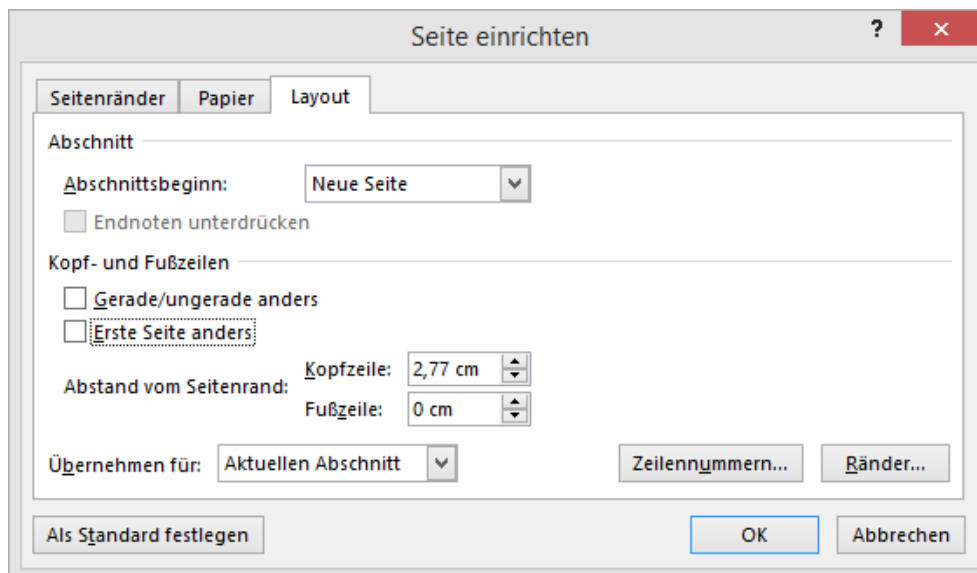 Seite einrichten ?
Seitenränder Papier Layout
Abschnitt
Abschnittsbeginn: Neue Seite
Endnoten unterdrücken
Kopf- und Fußzeilen
Gerade/ungerade anders
Erste Seite anders
Abstand vom Seitenrand:
Kopfzeile: 2,77 cm
Fußzeile: 0 cm
Übernehmen für: Aktuellen Abschnitt Zeilennummern... Ränder...
Als Standard festlegen OK Abbrechen